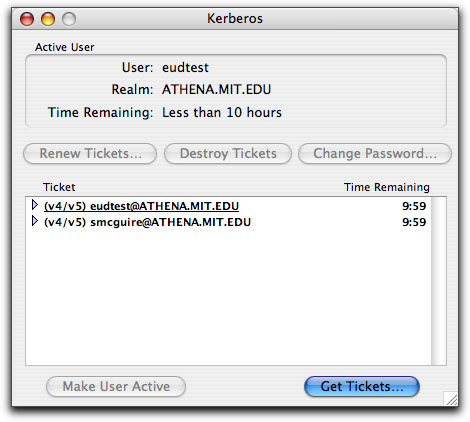 Kerberos
Active User
User: eudtest
Realm: ATHENA.MIT.EDU
Time Remaining: Less than 10 hours
Renew Tickets... Destroy Tickets Change Password...
Ticket Time Remaining
(v4/v5) eudtest@ATHENA.MIT.EDU 9:59
(v4/v5) smcguire@ATHENA.MIT.EDU 9:59
Make User Active Get Tickets...